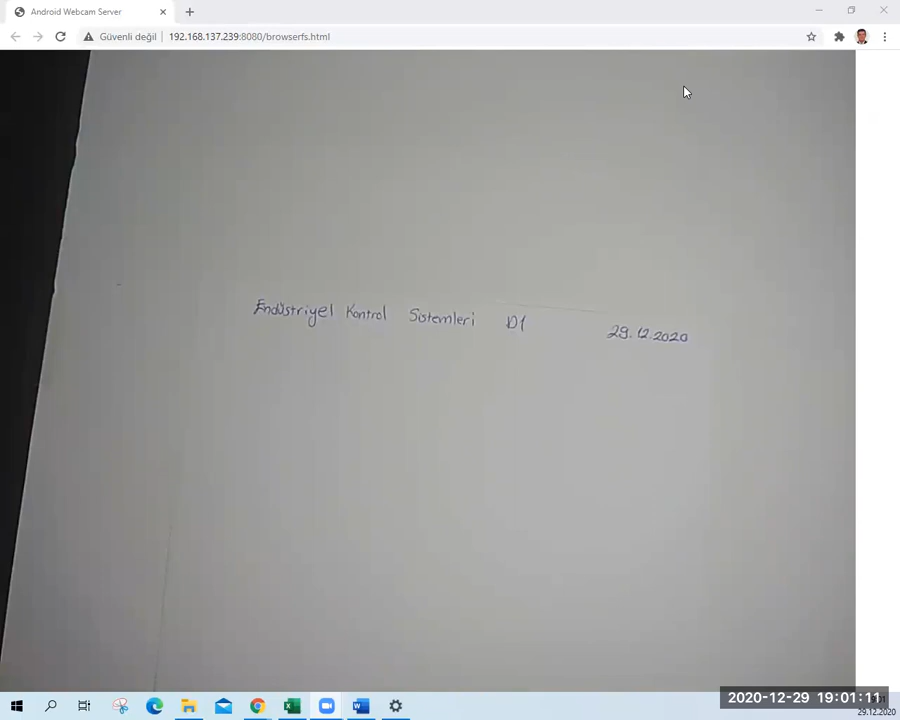 Android Webcam Server
Güvenli değil
192.168.137.239:8080/browserfs.html
Endüstriyel Kontrol Sistemleri D1 29.12.2020
2020-12-29 19:01:11
29.12.2020